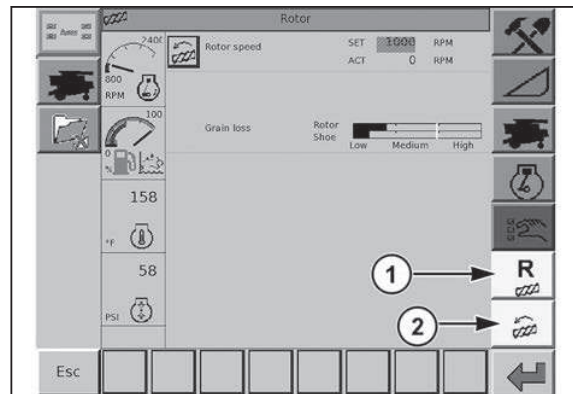 Rotor
2400
800
RPM
Rotor speed
SET 1000 RPM
ACT 0 RPM
100
0
%
Grain loss
Rotor
Shoe
Low Medium High
158
°F
58
PSI
1
R
2
Esc